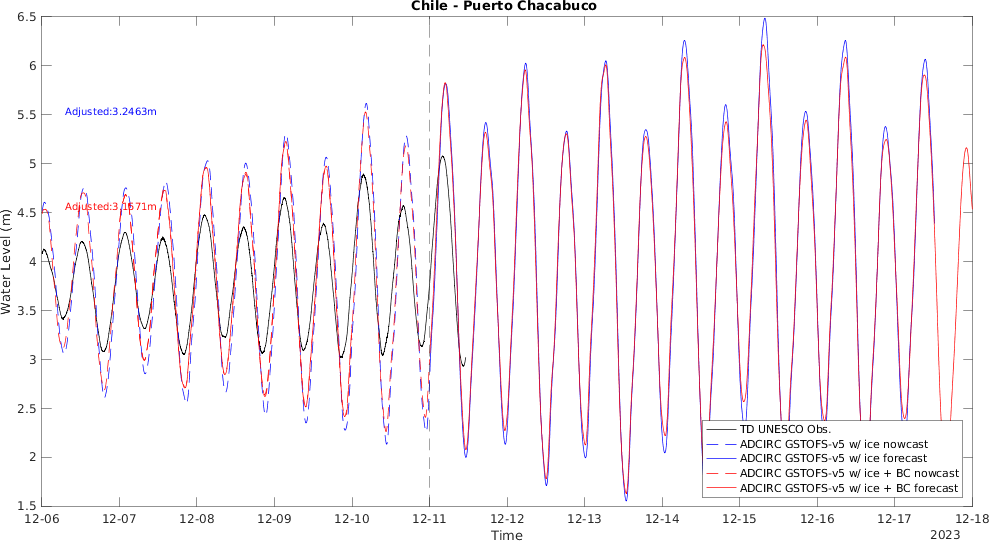 Chile - Puerto Chacabuco
Water Level (m)
6.5
6
5.5
5
4.5
4
3.5
3
2.5
2
1.5
Adjusted:3.2463m
Adjusted:3.1571m
TD UNESCO Obs.
ADCIRC GSTOFS-v5 w/ ice nowcast
ADCIRC GSTOFS-v5 w/ ice forecast
ADCIRC GSTOFS-v5 w/ ice + BC nowcast
ADCIRC GSTOFS-v5 w/ ice + BC forecast
12-06 12-07 12-08 12-09 12-10 12-11 12-12 12-13 12-14 12-15 12-16 12-17 12-18
Time
2023